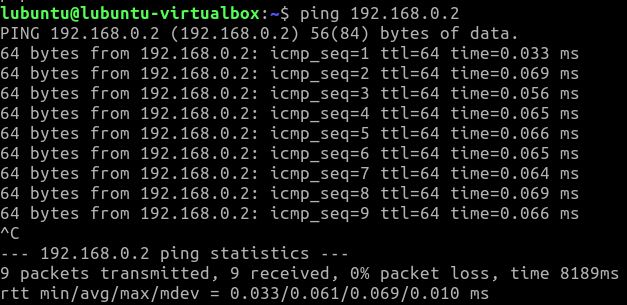 lubuntu@lubuntu-virtualbox:~$ ping 192.168.0.2
PING 192.168.0.2 (192.168.0.2) 56(84) bytes of data.
64 bytes from 192.168.0.2: icmp_seq=1 ttl=64 time=0.033 ms
64 bytes from 192.168.0.2: icmp_seq=2 ttl=64 time=0.069 ms
64 bytes from 192.168.0.2: icmp_seq=3 ttl=64 time=0.056 ms
64 bytes from 192.168.0.2: icmp_seq=4 ttl=64 time=0.065 ms
64 bytes from 192.168.0.2: icmp_seq=5 ttl=64 time=0.066 ms
64 bytes from 192.168.0.2: icmp_seq=6 ttl=64 time=0.065 ms
64 bytes from 192.168.0.2: icmp_seq=7 ttl=64 time=0.064 ms
64 bytes from 192.168.0.2: icmp_seq=8 ttl=64 time=0.069 ms
64 bytes from 192.168.0.2: icmp_seq=9 ttl=64 time=0.066 ms
^C
--- 192.168.0.2 ping statistics ---
9 packets transmitted, 9 received, 0% packet loss, time 8189ms
rtt min/avg/max/mdev = 0.033/0.061/0.069/0.010 ms